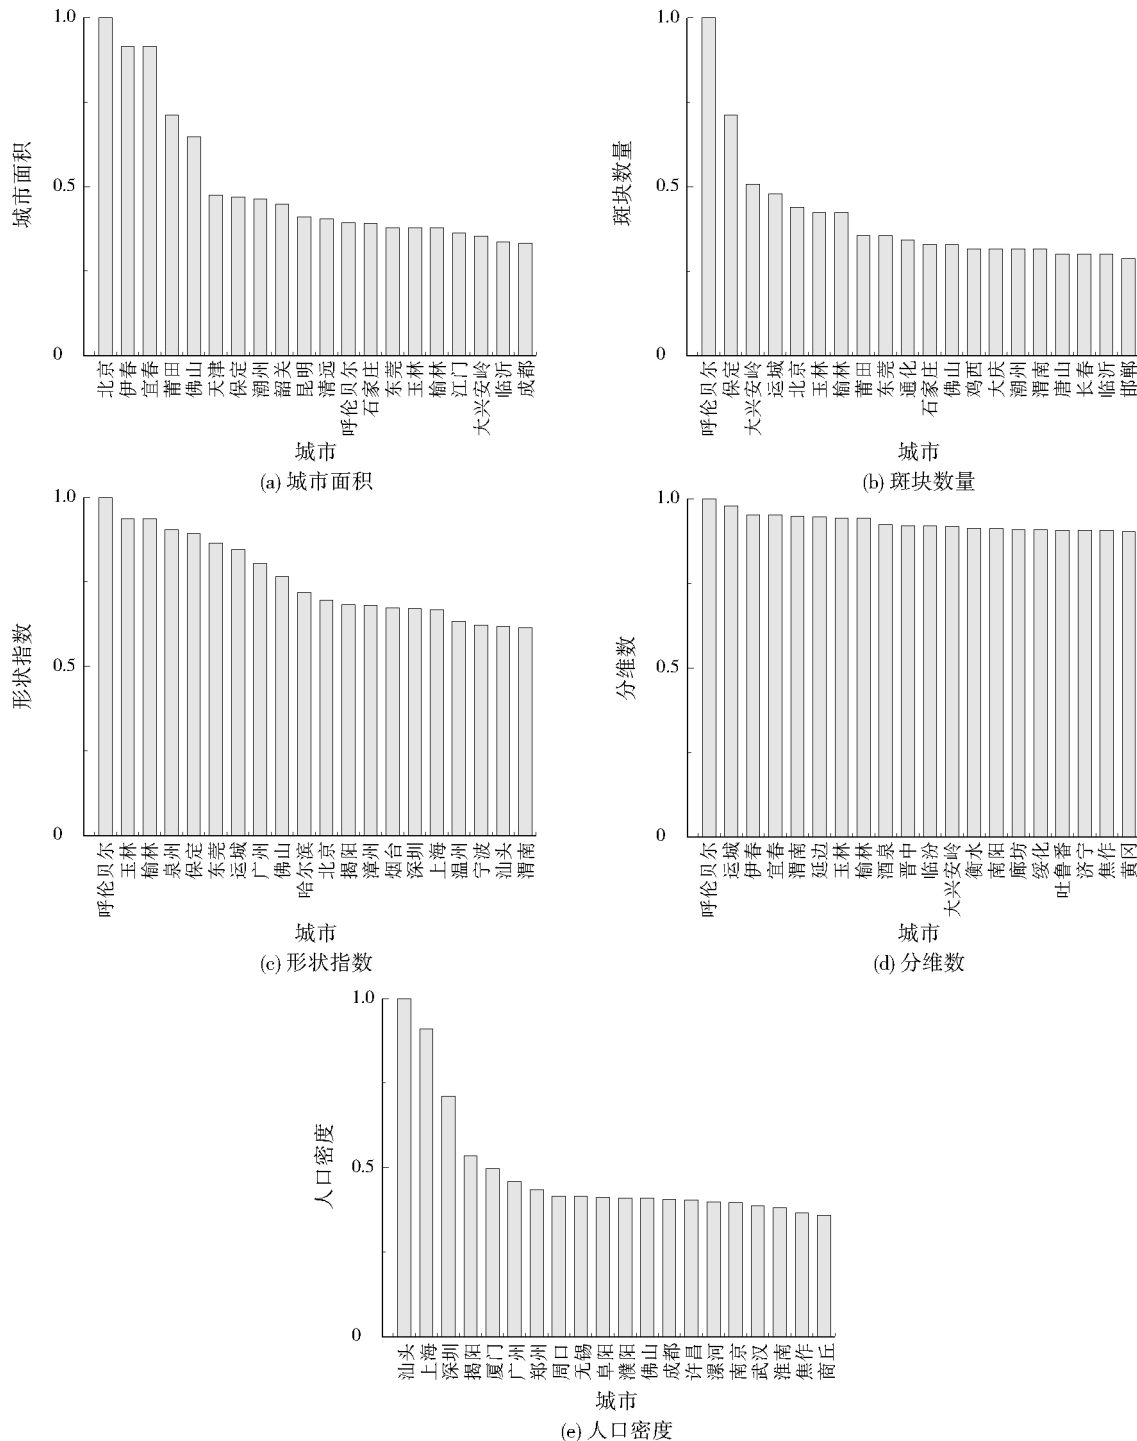 1.0
0.5
0
城市面积
北京 伊春 宜春 莆田 佛山 天津 保定 潮州 韶关 昆明 清远 呼伦贝尔 石家庄 东莞 玉林 榆林 江门 大兴安岭 临沂 成都
城市
(a) 城市面积
1.0
0.5
0
斑块数量
呼伦贝尔 保定 大兴安岭 运城 北京 玉林 榆林 莆田 东莞 通化 石家庄 佛山 鸡西 大庆 潮州 渭南 唐山 长春 临沂 邯郸
城市
(b) 斑块数量
1.0
0.5
0
形状指数
呼伦贝尔 玉林 榆林 泉州 保定 东莞 运城 广州 佛山 哈尔滨 北京 揭阳 漳州 烟台 深圳 上海 温州 宁波 汕头 渭南
城市
(c) 形状指数
1.0
0.5
0
分维数
呼伦贝尔 运城 伊春 宜春 渭南 延边 玉林 榆林 酒泉 晋中 临汾 大兴安岭 衡水 南阳 廊坊 绥化 吐鲁番 济宁 焦作 黄冈
城市
(d) 分维数
1.0
0.5
0
人口密度
汕头 上海 深圳 揭阳 厦门 广州 郑州 周口 无锡 阜阳 濮阳 佛山 成都 许昌 漯河 南京 武汉 淮南 焦作 商丘
城市
(e) 人口密度